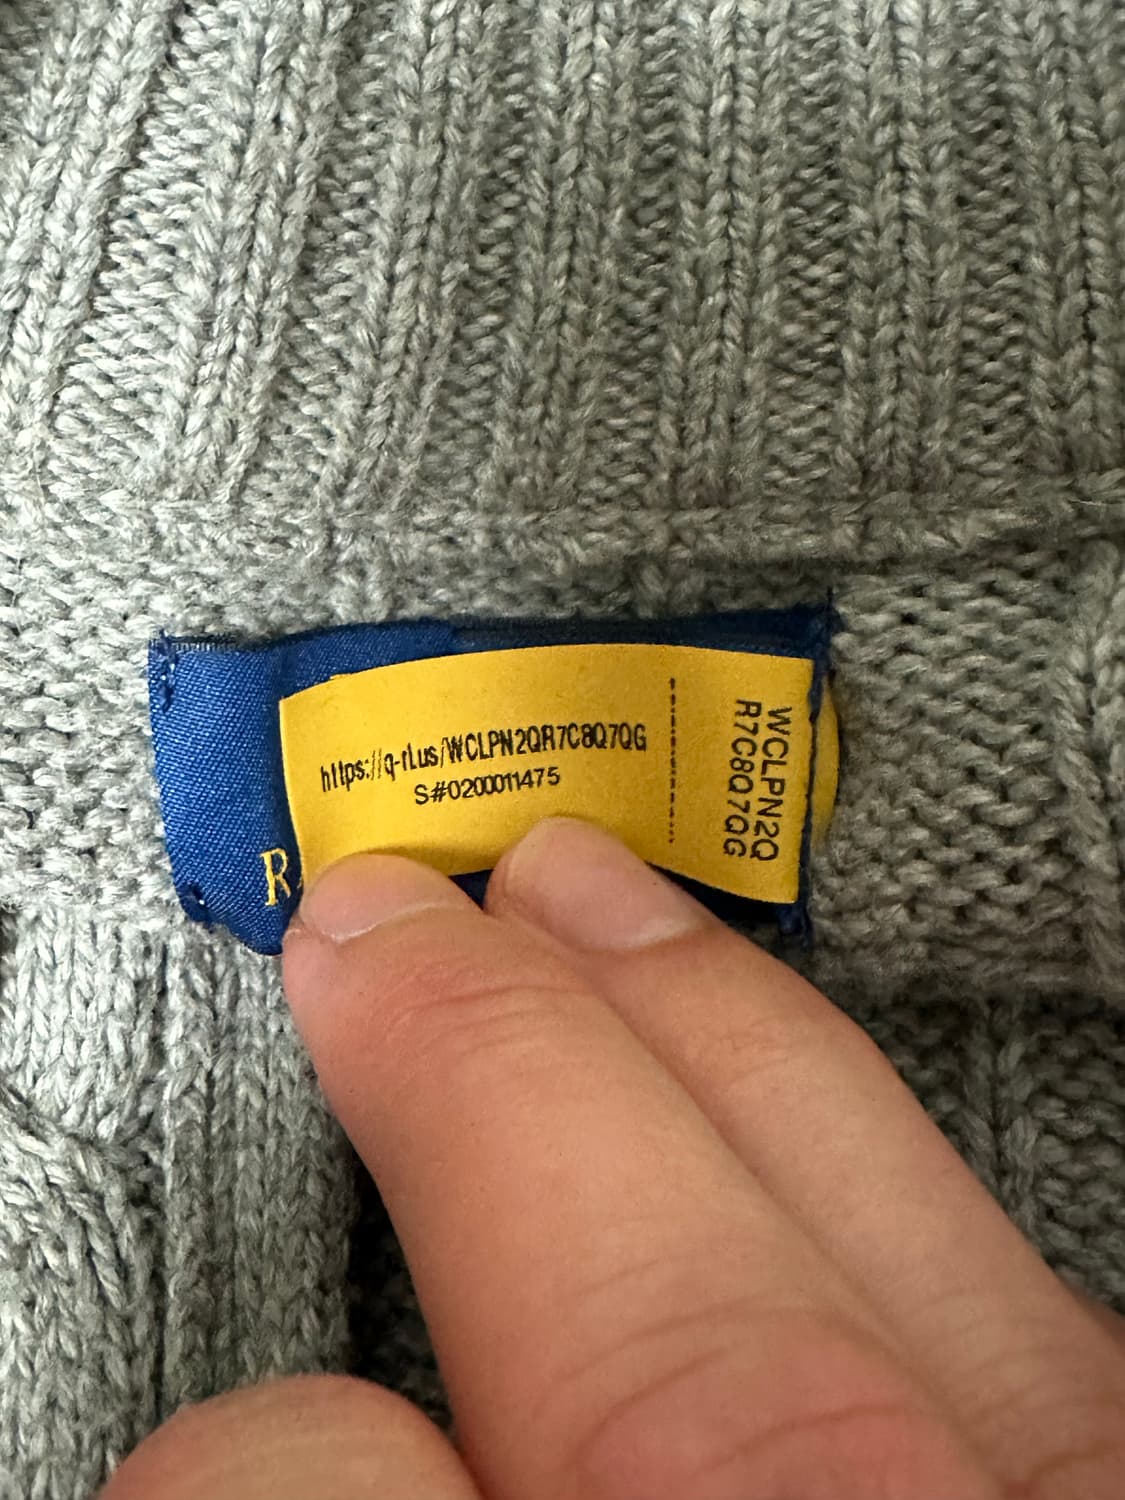 https://q-rl.us/WCLPN2QR7C8Q7QG
S#0200011475
WCLPN2Q
R7C8Q7QG
R